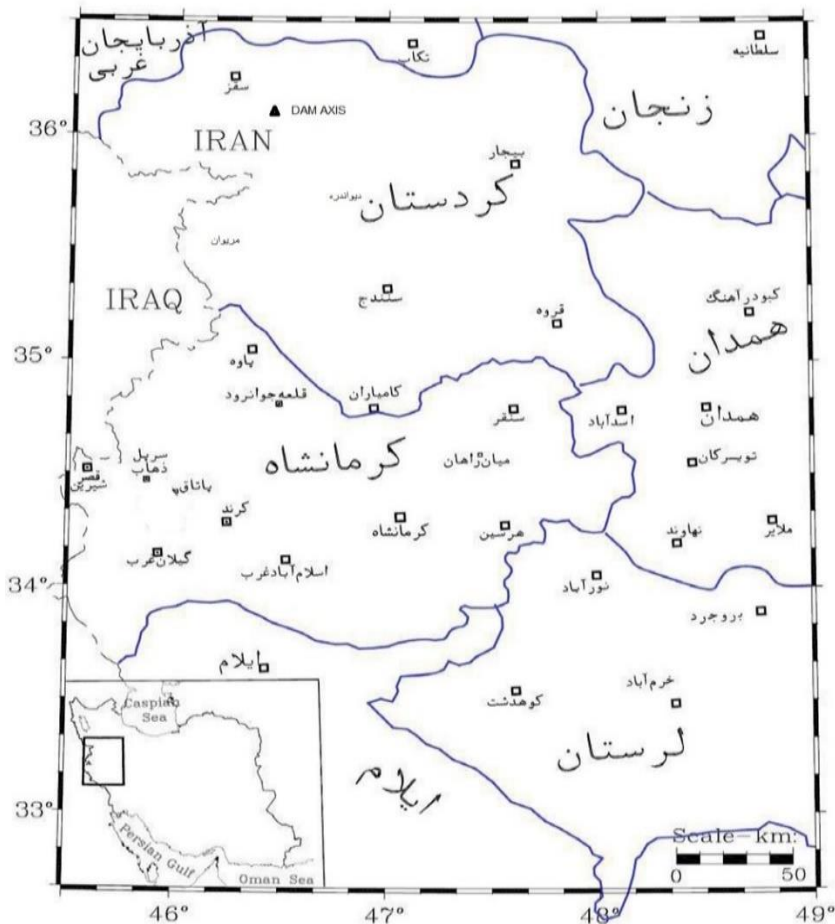 آذربایجان
غربی
سلطانیه
تکاب
سقز
زنجان
DAM AXIS
36°
IRAN
بیجار
کردستان
دیواندره
مریوان
IRAQ
سنندج
کبودرآهنگ
قروه
همدان
35°
پاوه
قلعه‌جوانرود
کامیاران
سنقر
اسدآباد
همدان
کرمانشاه
میان‌راهان
تویسرکان
سرپل
ذهاب
قصر
شیرین
پاتاق
کرند
کرمانشاه
هرسین
نهاوند
ملایر
گیلان‌غرب
اسلام‌آبادغرب
34°
نورآباد
بروجرد
ایلام
خرم‌آباد
کوهدشت
Caspian
Sea
لرستان
ایلام
33°
Persian Gulf
Oman Sea
Scale-km:
0 50
46° 47° 48° 49°